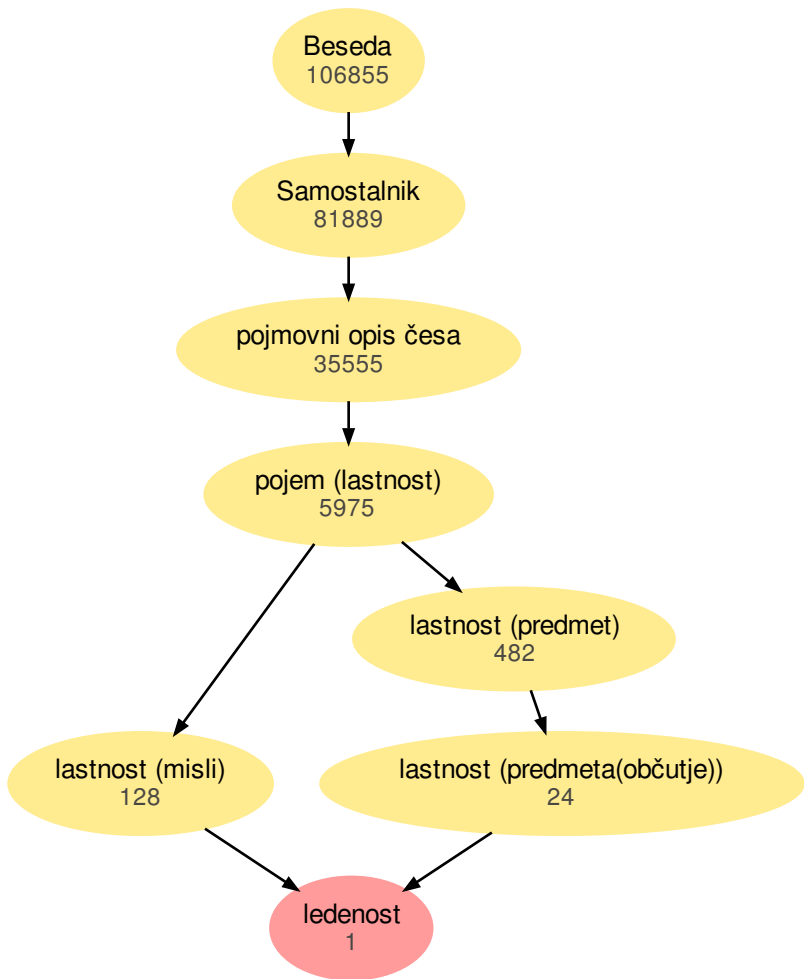 Beseda
106855
Samostalnik
81889
pojmovni opis česa
35555
pojem (lastnost)
5975
lastnost (predmet)
482
lastnost (misli)
128
lastnost (predmeta(občutje))
24
ledenost
1